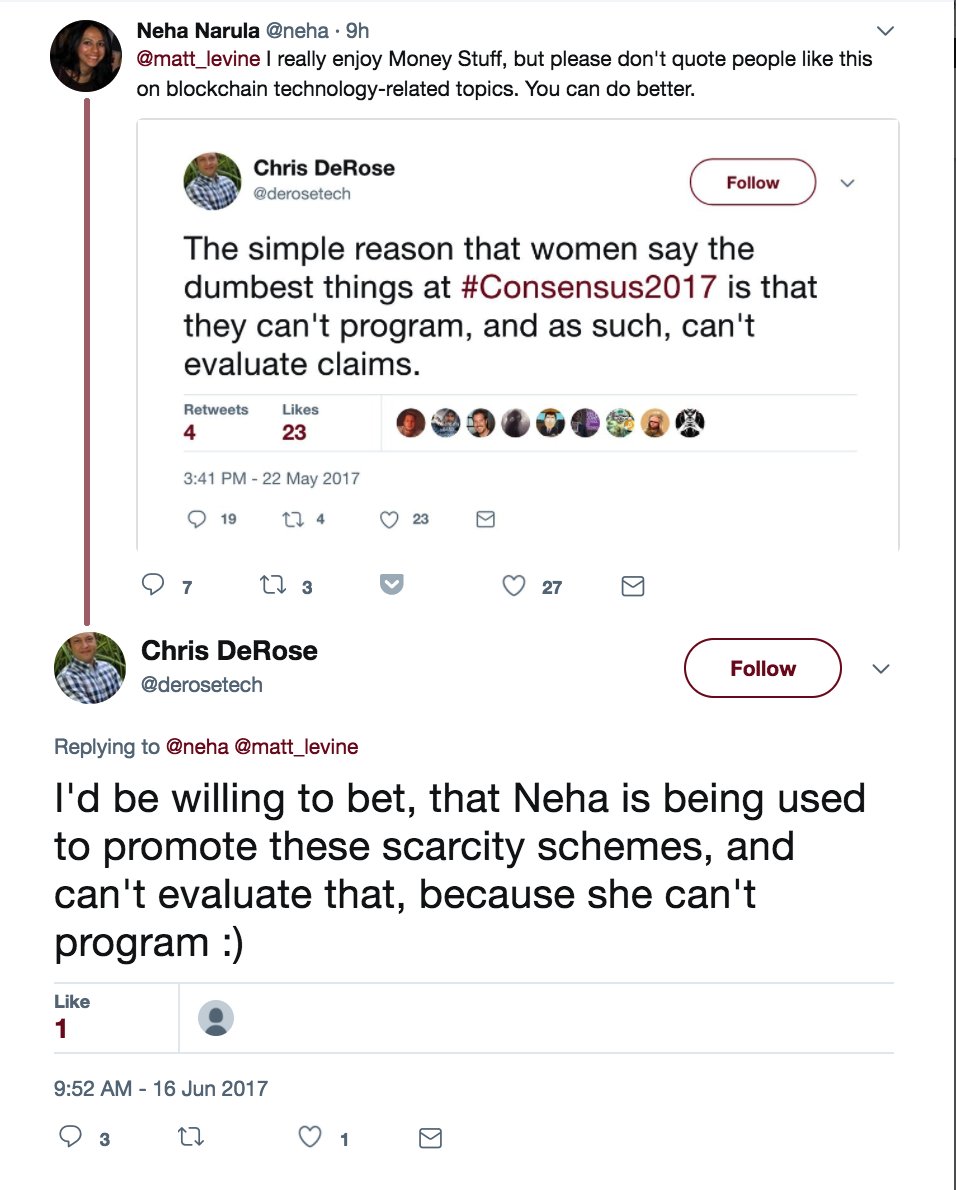 Neha Narula @neha · 9h
@matt_levine I really enjoy Money Stuff, but please don't quote people like this
on blockchain technology-related topics. You can do better.
Chris DeRose
@derosetech
Follow
The simple reason that women say the
dumbest things at #Consensus2017 is that
they can't program, and as such, can't
evaluate claims.
Retweets Likes
4 23
3:41 PM - 22 May 2017
19 4 23
7 3 27
Chris DeRose
@derosetech
Follow
Replying to @neha @matt_levine
I'd be willing to bet, that Neha is being used
to promote these scarcity schemes, and
can't evaluate that, because she can't
program :)
Like
1
9:52 AM - 16 Jun 2017
3 1